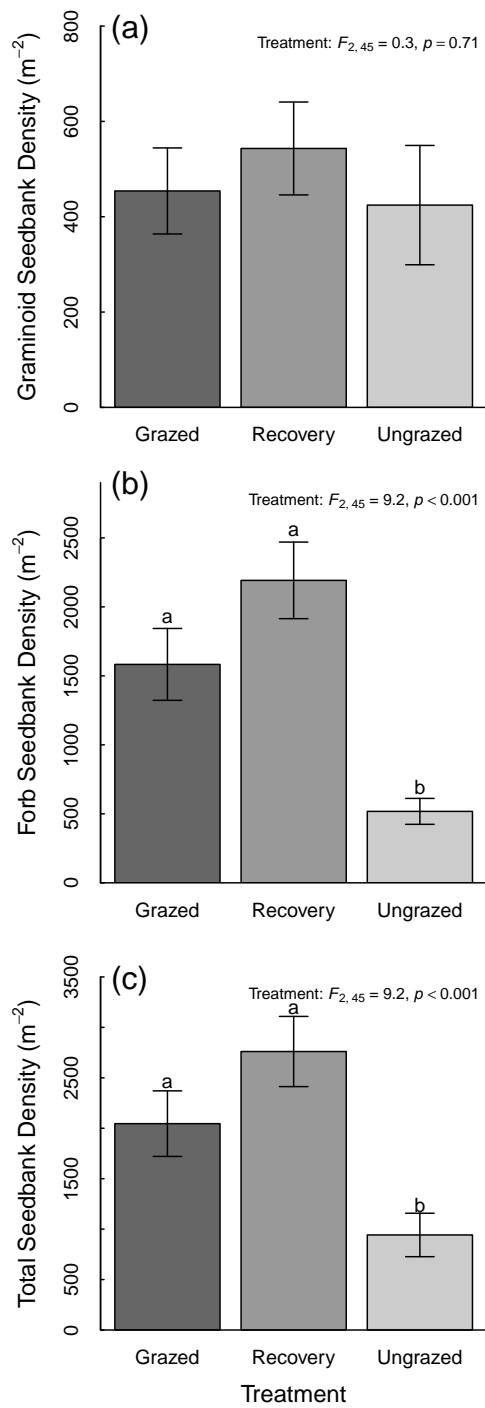 (a)
Treatment: F2, 45 = 0.3, p = 0.71
Graminoid Seedbank Density (m−2)
800
600
400
200
0
Grazed Recovery Ungrazed
(b)
Treatment: F2, 45 = 9.2, p < 0.001
Forb Seedbank Density (m−2)
2500
2000
1500
1000
500
0
a
a
b
Grazed Recovery Ungrazed
(c)
Treatment: F2, 45 = 9.2, p < 0.001
Total Seedbank Density (m−2)
3500
2500
1500
500
0
a
a
b
Grazed Recovery Ungrazed
Treatment